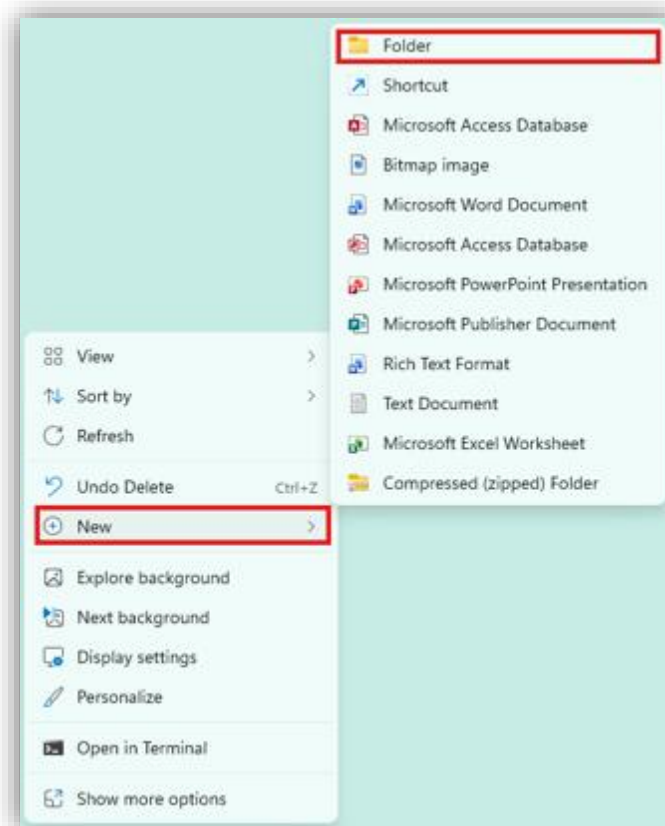 Folder
Shortcut
Microsoft Access Database
Bitmap image
Microsoft Word Document
Microsoft Access Database
Microsoft PowerPoint Presentation
Microsoft Publisher Document
Rich Text Format
Text Document
Microsoft Excel Worksheet
Compressed (zipped) Folder
View
Sort by
Refresh
Undo Delete Ctrl+Z
New
Explore background
Next background
Display settings
Personalize
Open in Terminal
Show more options